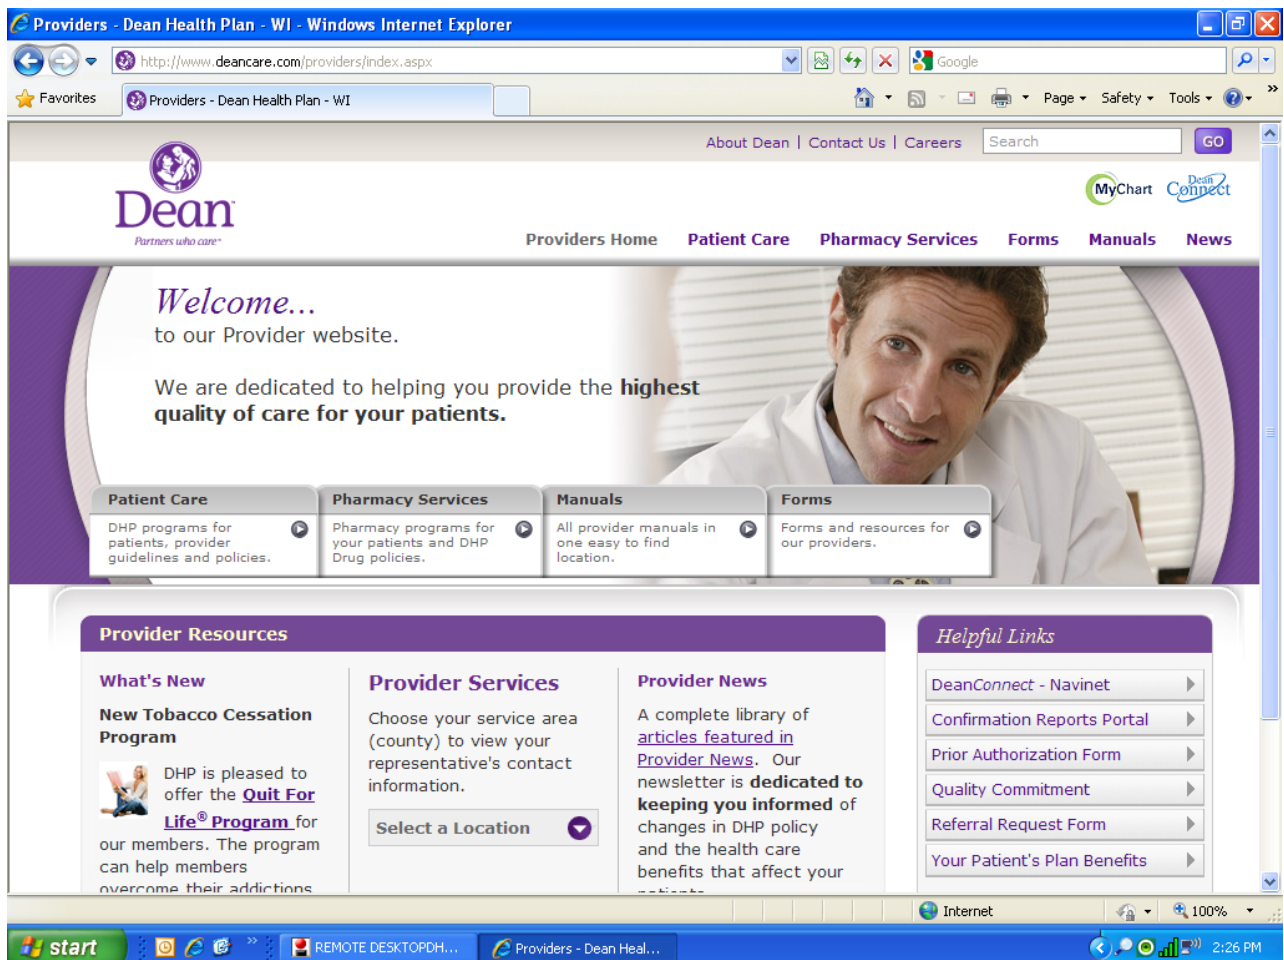 Providers - Dean Health Plan - WI - Windows Internet Explorer
http://www.deancare.com/providers/index.aspx
Google
Favorites
Providers - Dean Health Plan - WI
Page
Safety
Tools
About Dean | Contact Us | Careers
Search
GO
Dean
Partners who care
MyChart
Dean Connect
Providers Home
Patient Care
Pharmacy Services
Forms
Manuals
News
Welcome...
to our Provider website.
We are dedicated to helping you provide the highest
quality of care for your patients.
Patient Care
DHP programs for
patients, provider
guidelines and policies.
Pharmacy Services
Pharmacy programs for
your patients and DHP
Drug policies.
Manuals
All provider manuals in
one easy to find
location.
Forms
Forms and resources for
our providers.
Provider Resources
What's New
New Tobacco Cessation
Program
DHP is pleased to
offer the Quit For
Life® Program for
our members. The program
can help members
overcome their addictions
Provider Services
Choose your service area
(county) to view your
representative's contact
information.
Select a Location
Provider News
A complete library of
articles featured in
Provider News. Our
newsletter is dedicated to
keeping you informed of
changes in DHP policy
and the health care
benefits that affect your
patients
Helpful Links
DeanConnect - Navinet
Confirmation Reports Portal
Prior Authorization Form
Quality Commitment
Referral Request Form
Your Patient's Plan Benefits
Internet
100%
start
REMOTE DESKTOPDH...
Providers - Dean Heal...
2:26 PM